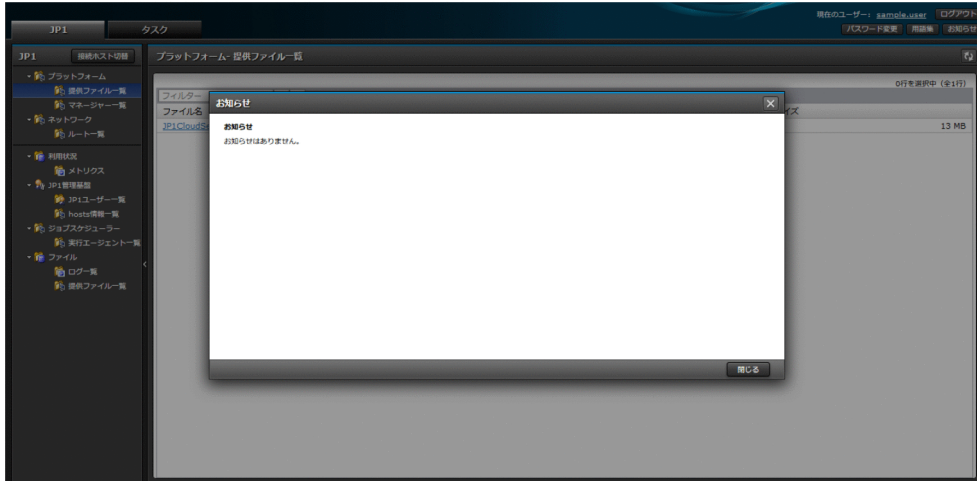 現在のユーザー: sample.user ログアウト
JP1 タスク
パスワード変更 用語集 お知らせ
JP1 接続ホスト切替
プラットフォーム- 提供ファイル一覧
プラットフォーム
提供ファイル一覧
マネージャー一覧
ネットワーク
ルート一覧
利用状況
メトリクス
JP1管理基盤
JP1ユーザー一覧
hosts情報一覧
ジョブスケジューラー
実行エージェント一覧
ファイル
ログ一覧
提供ファイル一覧
0行を選択中 (全1行)
フィルター
ファイル名
イズ
JP1CloudSe
13 MB
お知らせ
お知らせ
お知らせはありません。
閉じる